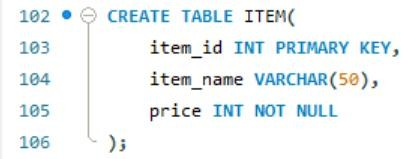 102 CREATE TABLE ITEM(
103 item_id INT PRIMARY KEY,
104 item_name VARCHAR(50),
105 price INT NOT NULL
106 );